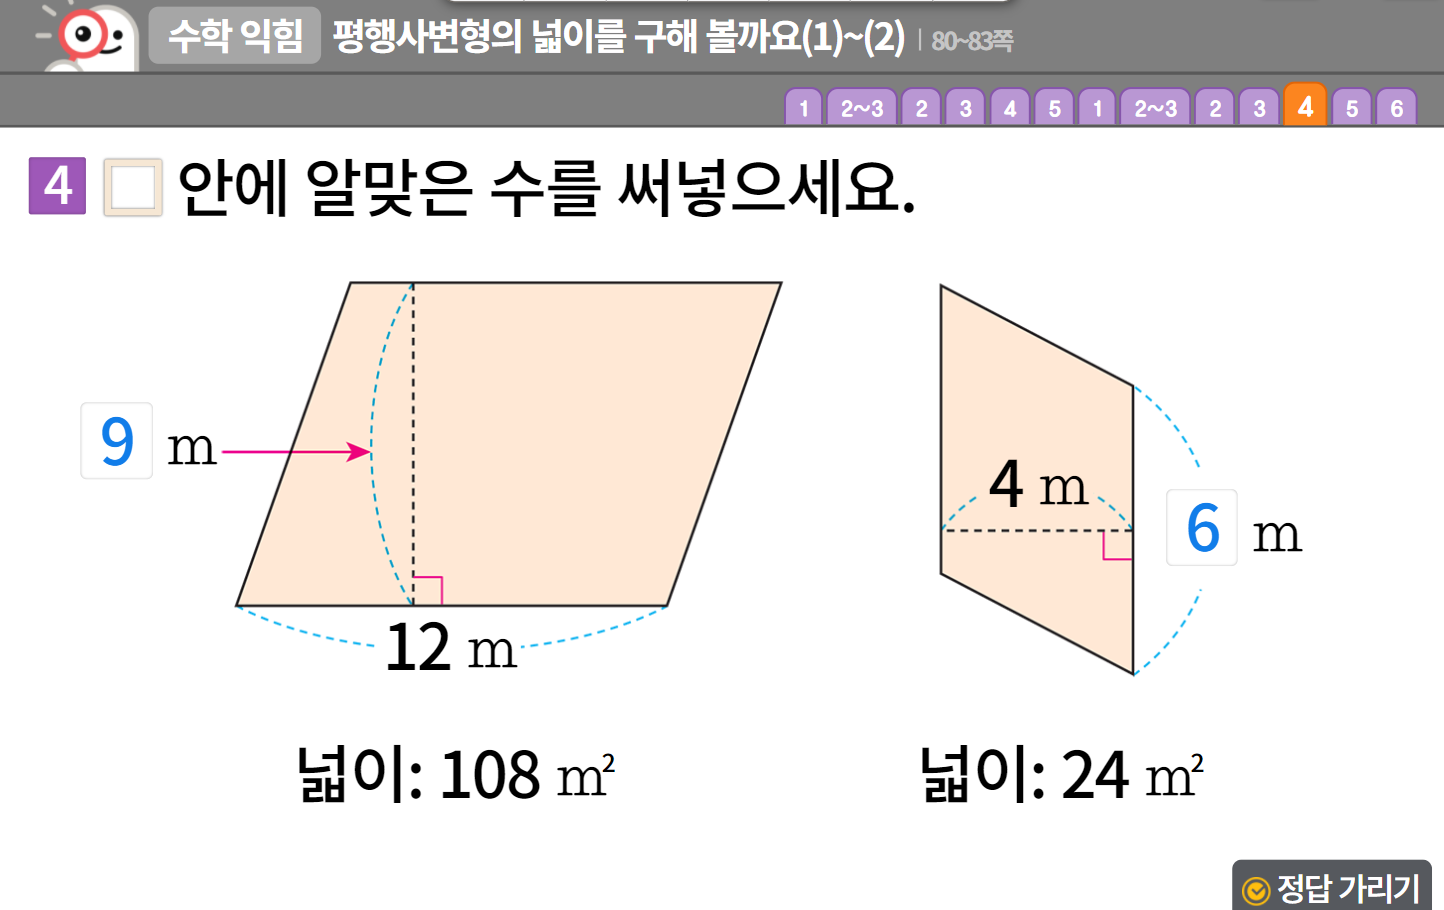 수학 익힘 평행사변형의 넓이를 구해 볼까요(1)~(2) | 80~83쪽
1 2~3 2 3 4 5 1 2~3 2 3 4 5 6
4 □ 안에 알맞은 수를 써넣으세요.
9 m
4 m
6 m
12 m
넓이: 108 m²
넓이: 24 m²
정답 가리기